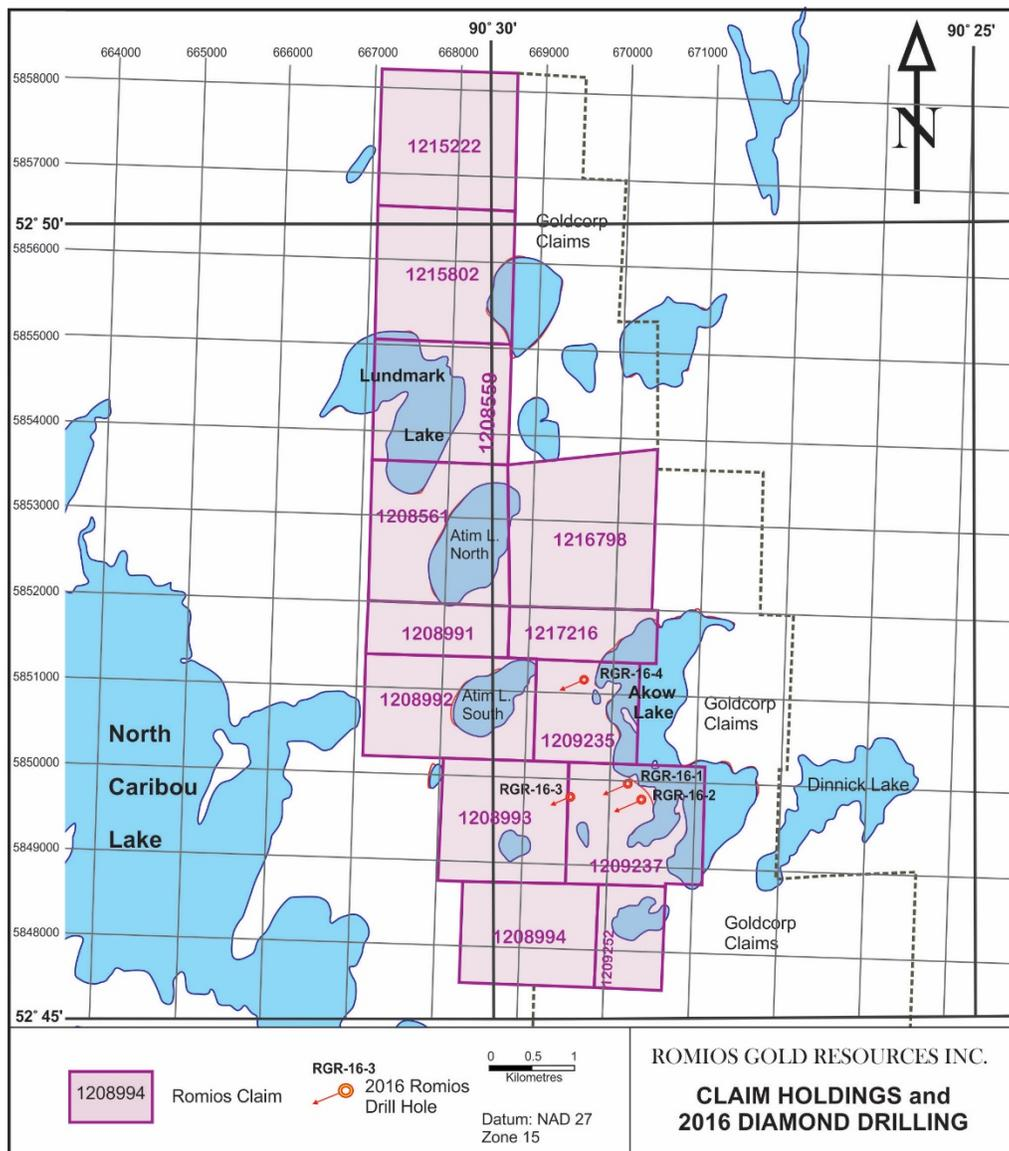 90° 30'
90° 25'
664000
665000
666000
667000
668000
669000
670000
671000
5858000
1215222
N
5857000
52° 50'
Goldcorp
Claims
5856000
1215802
5855000
Lundmark
1208559
5854000
Lake
5853000
1208561
Atim L.
North
1216798
5852000
1208991
1217216
5851000
RGR-16-4
1208992
Atim L.
South
Akow
Lake
Goldcorp
Claims
North
Caribou
Lake
1209235
5850000
RGR-16-1
Dinnick Lake
RGR-16-3
RGR-16-2
1208993
5849000
1209237
Goldcorp
Claims
5848000
1208994
1209252
52° 45'
1208994
Romios Claim
RGR-16-3
2016 Romios
Drill Hole
0 0.5 1
Kilometres
Datum: NAD 27
Zone 15
ROMIOS GOLD RESOURCES INC.
CLAIM HOLDINGS and
2016 DIAMOND DRILLING